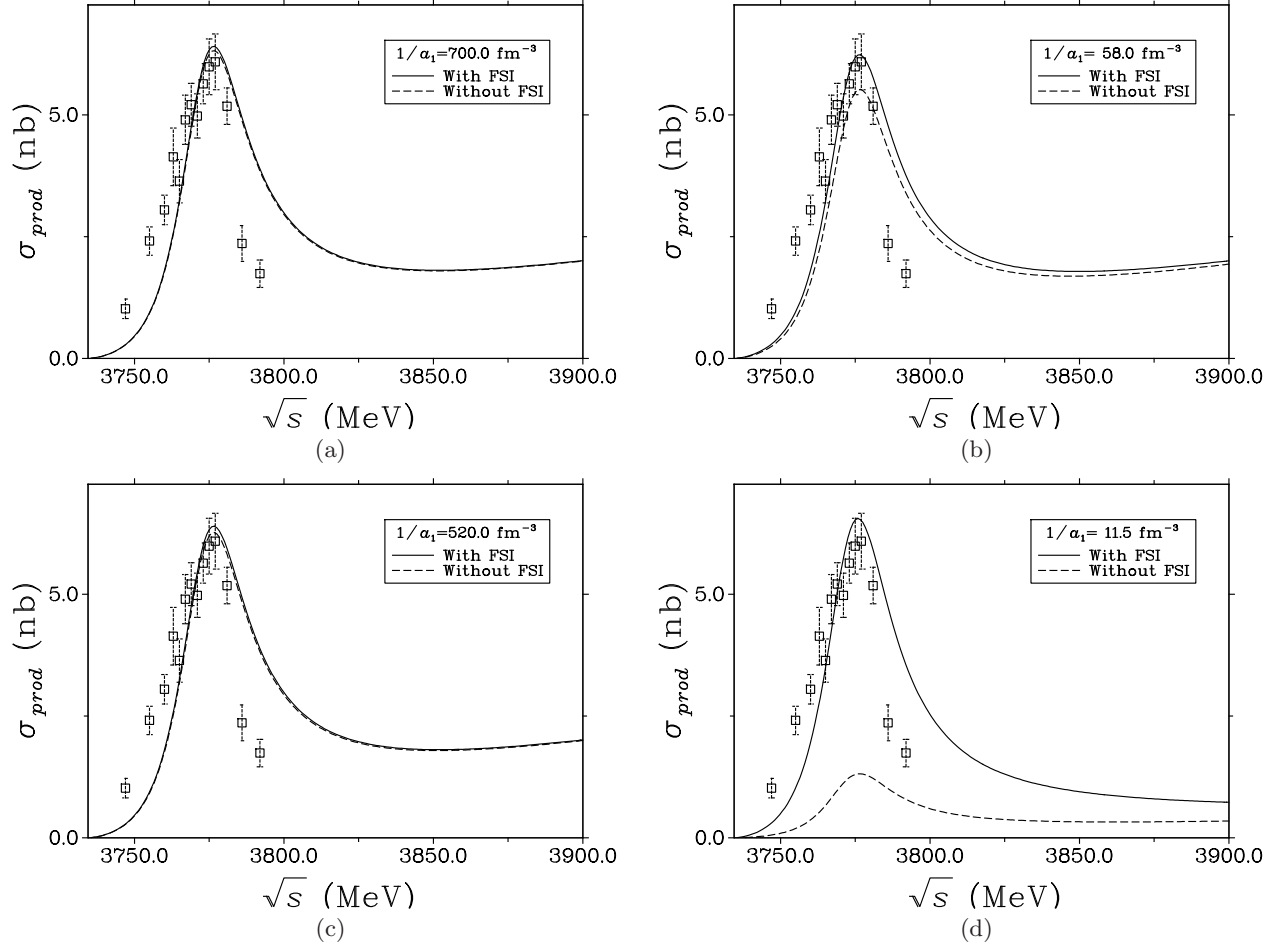 1/a₁=700.0 fm⁻³
With FSI
Without FSI
5.0
0.0
σ_prod (nb)
3750.0 3800.0 3850.0 3900.0
√s (MeV)
(a)
1/a₁= 58.0 fm⁻³
With FSI
Without FSI
5.0
0.0
σ_prod (nb)
3750.0 3800.0 3850.0 3900.0
√s (MeV)
(b)
1/a₁=520.0 fm⁻³
With FSI
Without FSI
5.0
0.0
σ_prod (nb)
3750.0 3800.0 3850.0 3900.0
√s (MeV)
(c)
1/a₁= 11.5 fm⁻³
With FSI
Without FSI
5.0
0.0
σ_prod (nb)
3750.0 3800.0 3850.0 3900.0
√s (MeV)
(d)